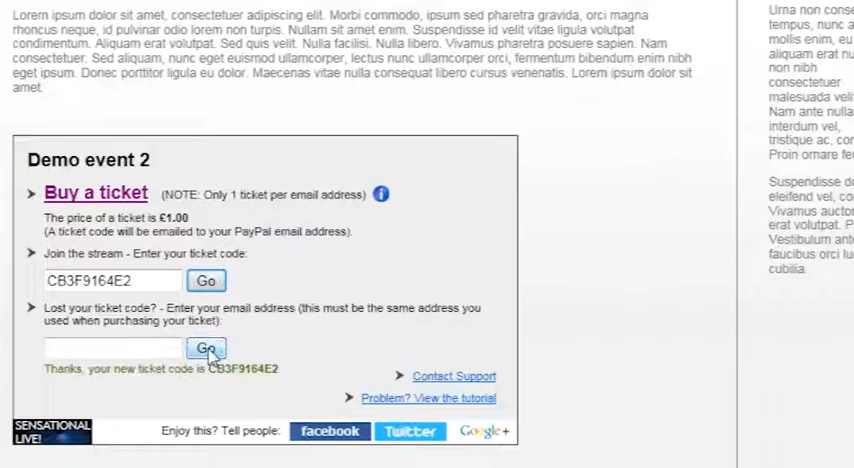 Lorem ipsum dolor sit amet, consectetuer adipiscing elit. Morbi commodo, ipsum sed pharetra gravida, orci magna
rhoncus neque, id pulvinar odio lorem non turpis. Nullam sit amet enim. Suspendisse id velit vitae ligula volutpat
condimentum. Aliquam erat volutpat. Sed quis velit. Nulla facilisi. Nulla libero. Vivamus pharetra posuere sapien. Nam
consectetuer. Sed aliquam, nunc eget euismod ullamcorper, lectus nunc ullamcorper orci, fermentum bibendum enim nibh
eget ipsum. Donec porttitor ligula eu dolor. Maecenas vitae nulla consequat libero cursus venenatis. Lorem ipsum dolor sit
amet.
Demo event 2
Buy a ticket (NOTE: Only 1 ticket per email address)
The price of a ticket is £1.00
(A ticket code will be emailed to your PayPal email address).
Join the stream - Enter your ticket code:
CB3F9164E2 Go
Lost your ticket code? - Enter your email address (this must be the same address you
used when purchasing your ticket):
Go
Thanks, your new ticket code is CB3F9164E2
Contact Support
Problem? View the tutorial
SENSATIONAL
LIVE!
Enjoy this? Tell people: facebook Twitter Google+
Urna non conse
tempus, nunc a
mollis enim, eu
aliquam erat nu
non nibh
consectetuer
malesuada veli
Nam ante nulla
interdum vel,
tristique ac, con
Proin ornare feu
Suspendisse do
eleifend vel, co
Vivamus auctor
erat volutpat. P
Vestibulum ante
faucibus orci lu
cubilia